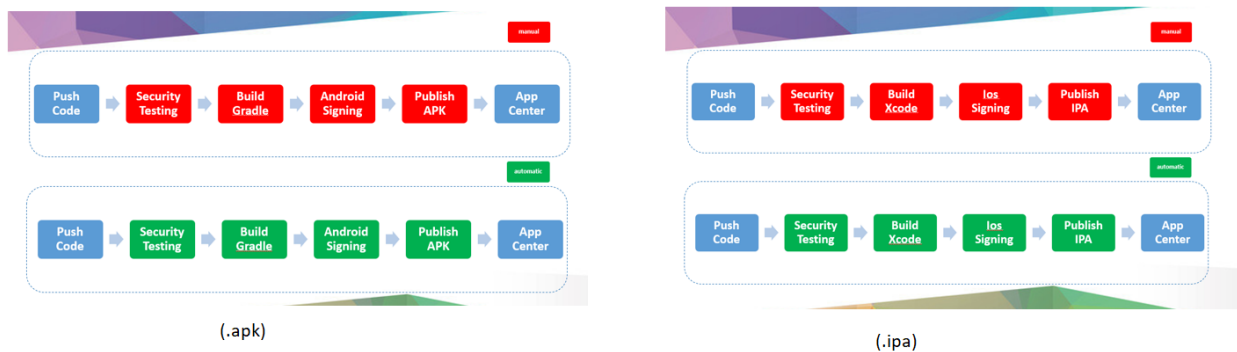 manual
Push Code
Security Testing
Build Gradle
Android Signing
Publish APK
App Center
automatic
Push Code
Security Testing
Build Gradle
Android Signing
Publish APK
App Center
(.apk)
manual
Push Code
Security Testing
Build Xcode
Ios Signing
Publish IPA
App Center
automatic
Push Code
Security Testing
Build Xcode
Ios Signing
Publish IPA
App Center
(.ipa)